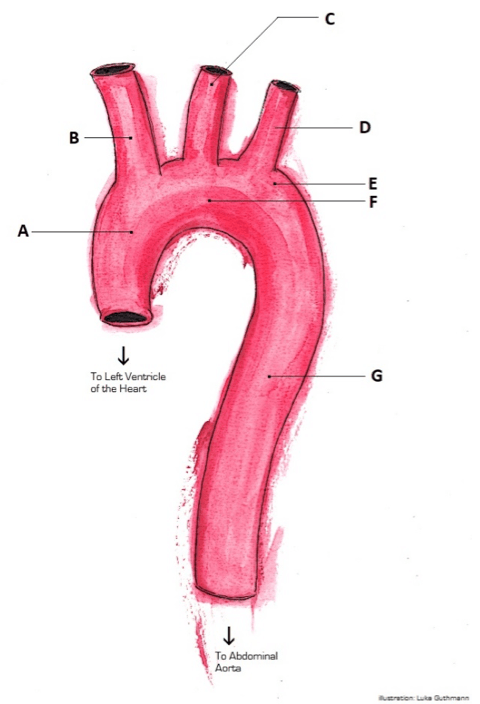 C
B
D
E
F
A
To Left Ventricle
of the Heart
G
To Abdominal
Aorta
illustration: Luka Guthmann